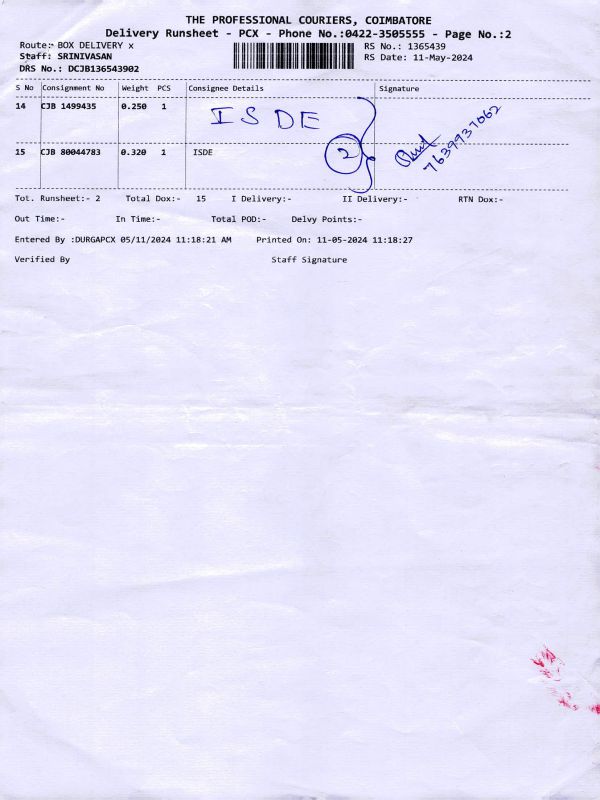 THE PROFESSIONAL COURIERS, COIMBATORE
Delivery Runsheet - PCX - Phone No.:0422-3505555 - Page No.:2
Route:- BOX DELIVERY x RS No.: 1365439
Staff: SRINIVASAN RS Date: 11-May-2024
DRS No.: DCJB136543902
S No Consignment No Weight PCS Consignee Details Signature
14 CJB 1499435 0.250 1 ISDE
2 7639937062
15 CJB 80044783 0.320 1 ISDE
Tot. Runsheet:- 2 Total Dox:- 15 I Delivery:- II Delivery:- RTN Dox:-
Out Time:- In Time:- Total POD:- Delvy Points:-
Entered By :DURGAPCX 05/11/2024 11:18:21 AM Printed On: 11-05-2024 11:18:27
Verified By Staff Signature